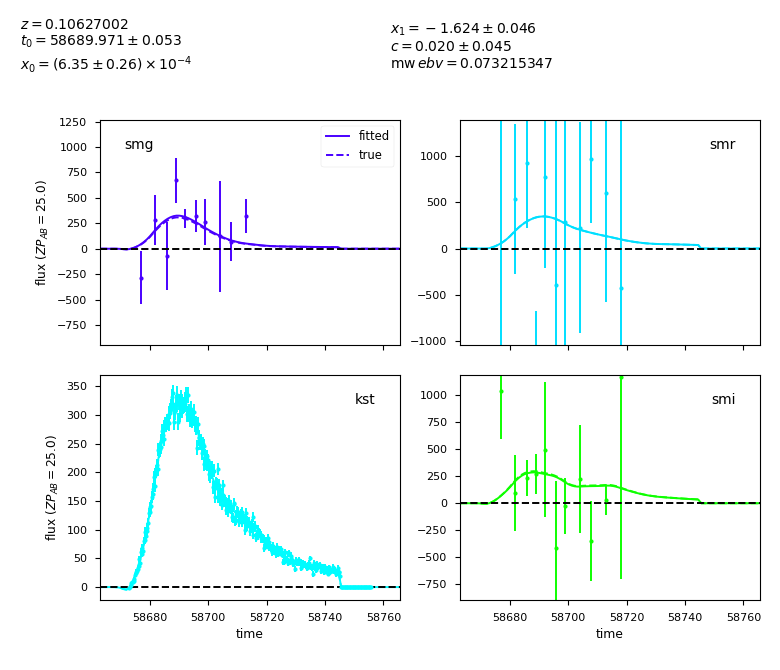 z = 0.10627002
t₀ = 58689.971 ± 0.053
x₀ = (6.35 ± 0.26) × 10⁻⁴
x₁ = −1.624 ± 0.046
c = 0.020 ± 0.045
mwebv = 0.073215347
smg
fitted
true
1250
1000
750
500
250
0
−250
−500
−750
flux (ZP_AB = 25.0)
smr
1000
500
0
−500
−1000
kst
350
300
250
200
150
100
50
0
flux (ZP_AB = 25.0)
58680 58700 58720 58740 58760
time
smi
1000
750
500
250
0
−250
−500
−750
58680 58700 58720 58740 58760
time